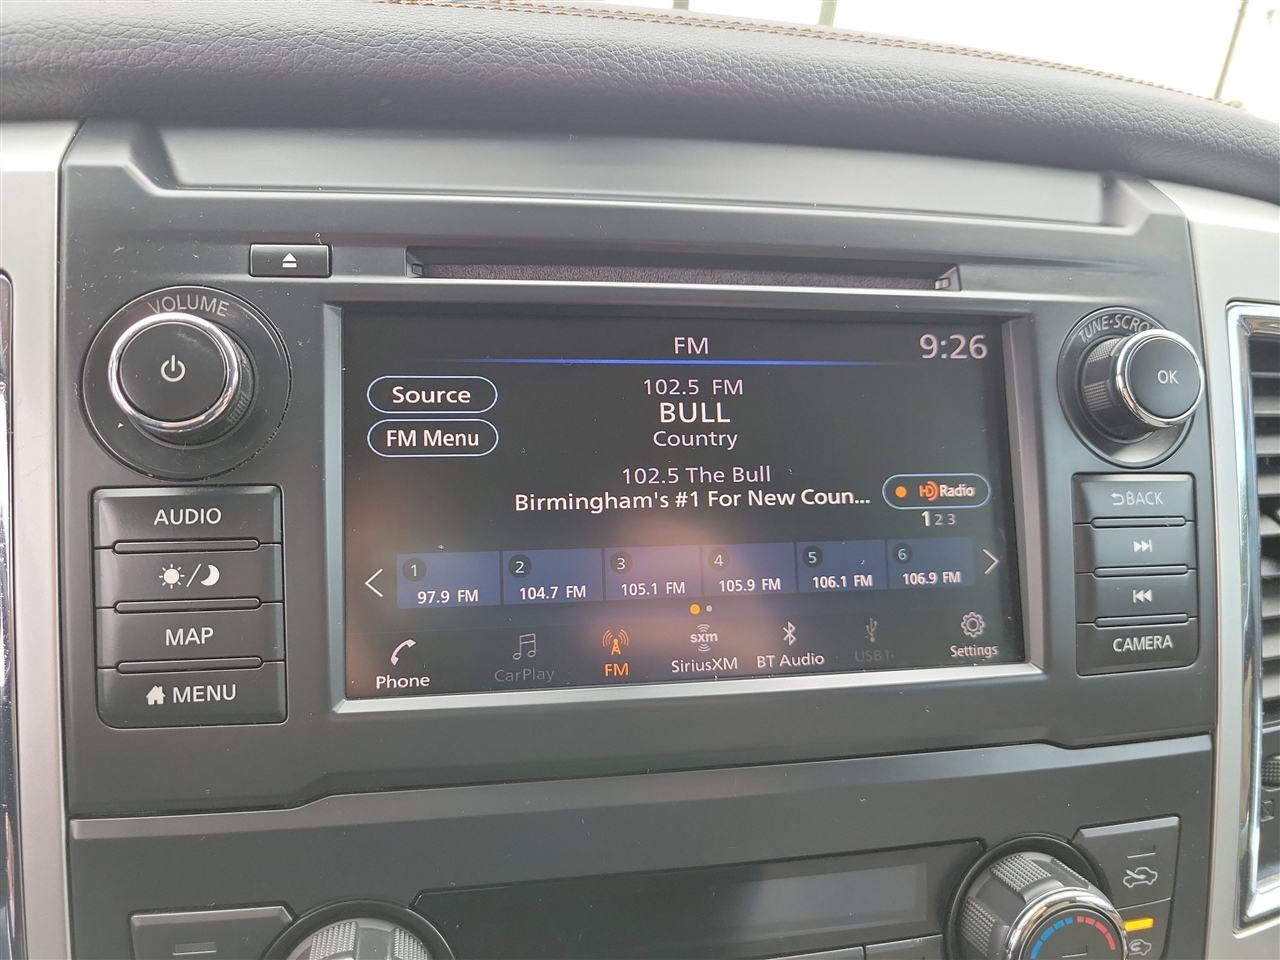 VOLUME
TUNE·SCRO
OK
AUDIO
MAP
MENU
BACK
CAMERA
FM
9:26
Source
FM Menu
102.5 FM
BULL
Country
102.5 The Bull
Birmingham's #1 For New Coun...
HD Radio
1 2 3
1
97.9 FM
2
104.7 FM
3
105.1 FM
4
105.9 FM
5
106.1 FM
6
106.9 FM
Phone
CarPlay
FM
sxm
SiriusXM
BT Audio
USB1
Settings